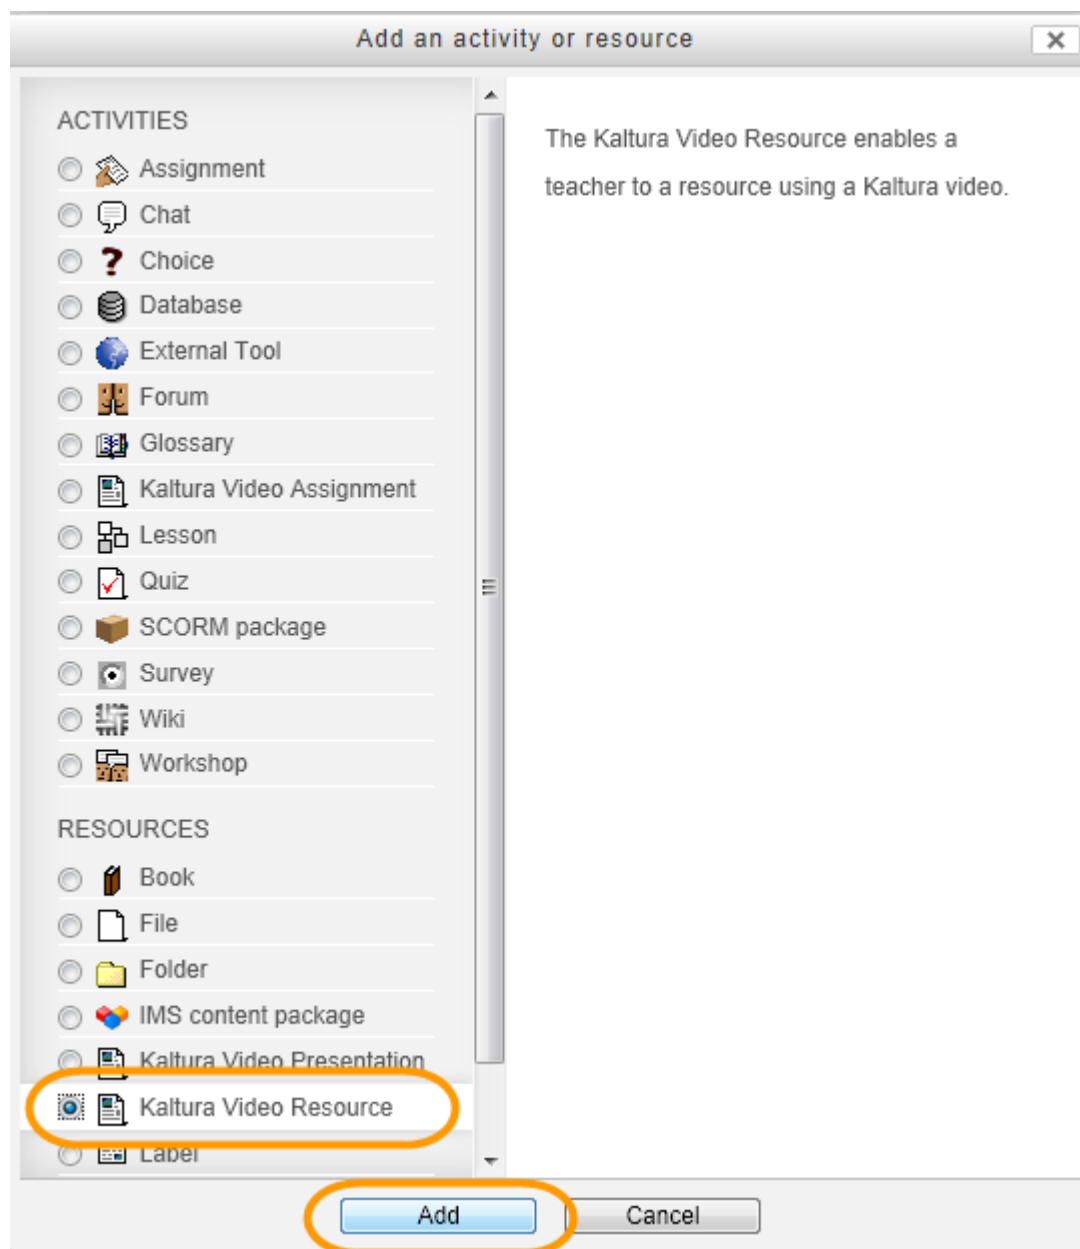 Add an activity or resource
ACTIVITIES
Assignment
Chat
Choice
Database
External Tool
Forum
Glossary
Kaltura Video Assignment
Lesson
Quiz
SCORM package
Survey
Wiki
Workshop
RESOURCES
Book
File
Folder
IMS content package
Kaltura Video Presentation
Kaltura Video Resource
Label
The Kaltura Video Resource enables a
teacher to a resource using a Kaltura video.
Add
Cancel